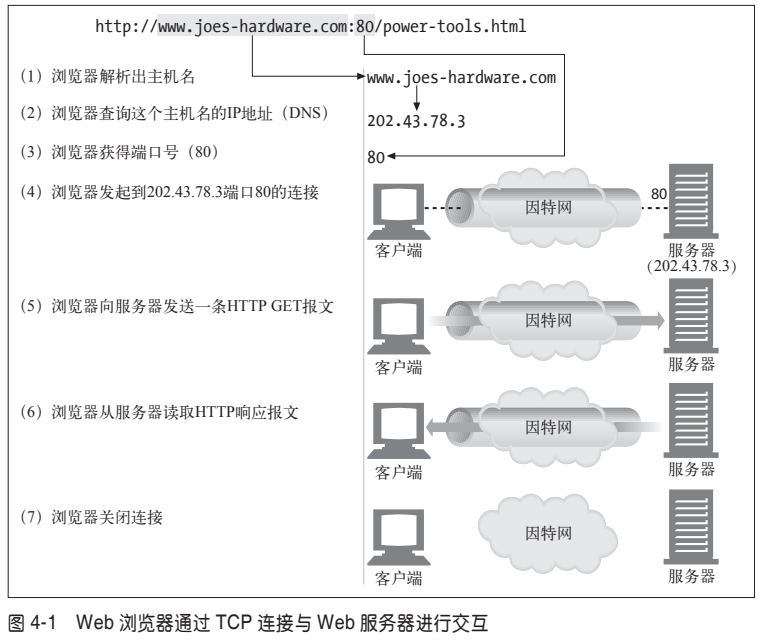 http://www.joes-hardware.com:80/power-tools.html
(1) 浏览器解析出主机名
www.joes-hardware.com
(2) 浏览器查询这个主机名的IP地址（DNS）
202.43.78.3
(3) 浏览器获得端口号（80）
80
(4) 浏览器发起到202.43.78.3端口80的连接
因特网
80
客户端
服务器
(202.43.78.3)
(5) 浏览器向服务器发送一条HTTP GET报文
因特网
客户端
服务器
(6) 浏览器从服务器读取HTTP响应报文
因特网
客户端
服务器
(7) 浏览器关闭连接
因特网
客户端
服务器
图 4-1 Web 浏览器通过 TCP 连接与 Web 服务器进行交互